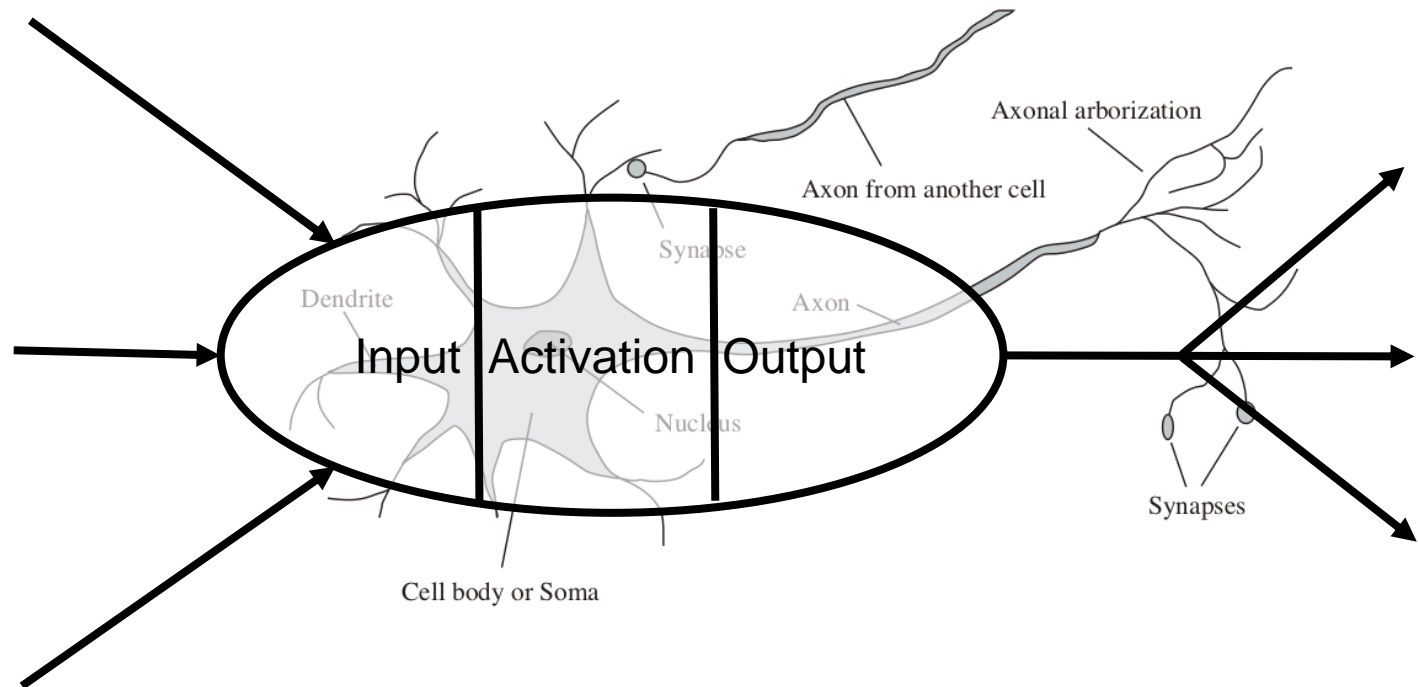 Axonal arborization
Axon from another cell
Synapse
Dendrite
Axon
Input Activation Output
Nucleus
Synapses
Cell body or Soma